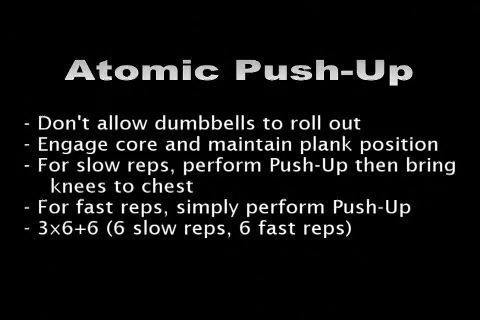 Atomic Push-Up
- Don't allow dumbbells to roll out
- Engage core and maintain plank position
- For slow reps, perform Push-Up then bring
knees to chest
- For fast reps, simply perform Push-Up
- 3x6+6 (6 slow reps, 6 fast reps)